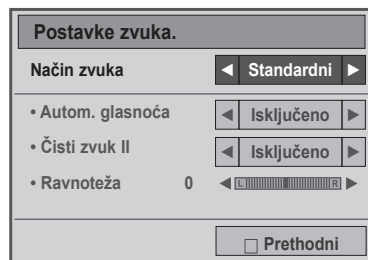 Postavke zvuka.
Način zvuka ◄ Standardni ►
• Autom. glasnoća ◄ Isključeno ►
• Čisti zvuk II ◄ Isključeno ►
• Ravnoteža 0 ◄ L R ►
□ Prethodni